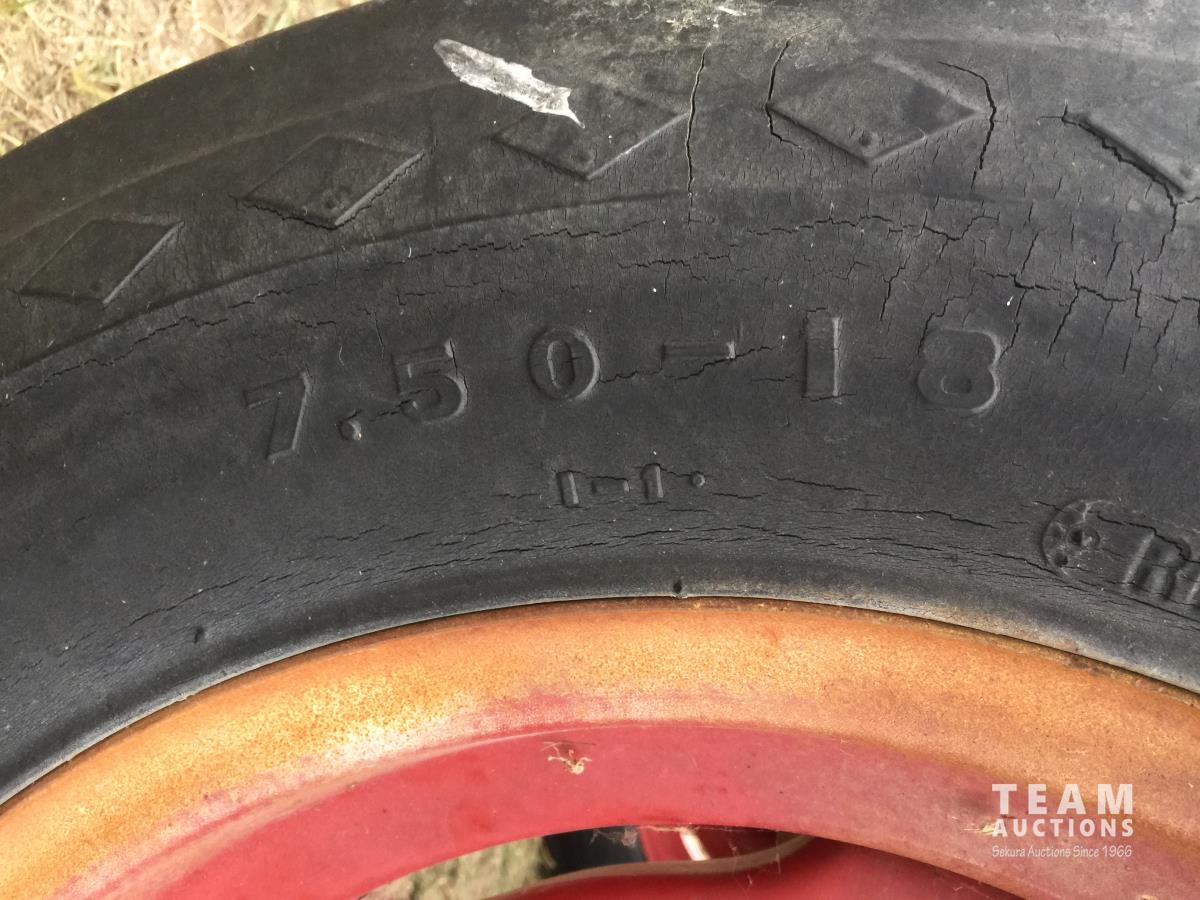 7.50-18
I-1.
TEAM
AUCTIONS
Sekura Auctions Since 1966